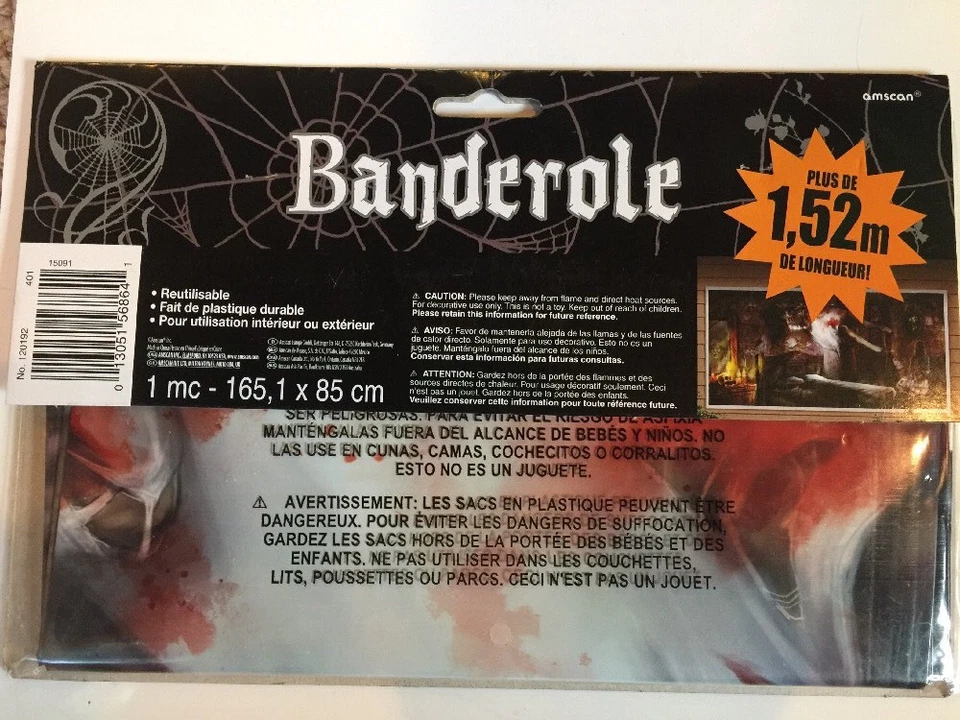 amscan®
Banderole
PLUS DE
1,52m
DE LONGUEUR!
15091
401
No. 120192
0 13051 56864 1
• Reutilisable
• Fait de plastique durable
• Pour utilisation intérieur ou extérieur
1 mc - 165,1 x 85 cm
⚠ CAUTION: Please keep away from flame and direct heat sources.
For decorative use only. This is not a toy. Keep out of reach of children.
Please retain this information for future reference.
⚠ AVISO: Favor de mantenerla alejada de las llamas y de las fuentes
de calor directo. Solamente para uso decorativo. Esto no es un
juguete. Manténgalo fuera del alcance de los niños.
Conservar esta información para futuras consultas.
⚠ ATTENTION: Gardez hors de la portée des flammes et des
sources directes de chaleur. Pour usage décoratif seulement. Ceci
n'est pas un jouet. Gardez hors de la portée des enfants.
Veuillez conserver cette information pour toute référence future.
SER PELIGROSAS. PARA EVITAR EL RIESGO DE ASFIXIA
MANTÉNGALAS FUERA DEL ALCANCE DE BEBÉS Y NIÑOS. NO
LAS USE EN CUNAS, CAMAS, COCHECITOS O CORRALITOS.
ESTO NO ES UN JUGUETE.
⚠ AVERTISSEMENT: LES SACS EN PLASTIQUE PEUVENT ÊTRE
DANGEREUX. POUR ÉVITER LES DANGERS DE SUFFOCATION,
GARDEZ LES SACS HORS DE LA PORTÉE DES BÉBÉS ET DES
ENFANTS. NE PAS UTILISER DANS LES COUCHETTES,
LITS, POUSSETTES OU PARCS. CECI N'EST PAS UN JOUET.